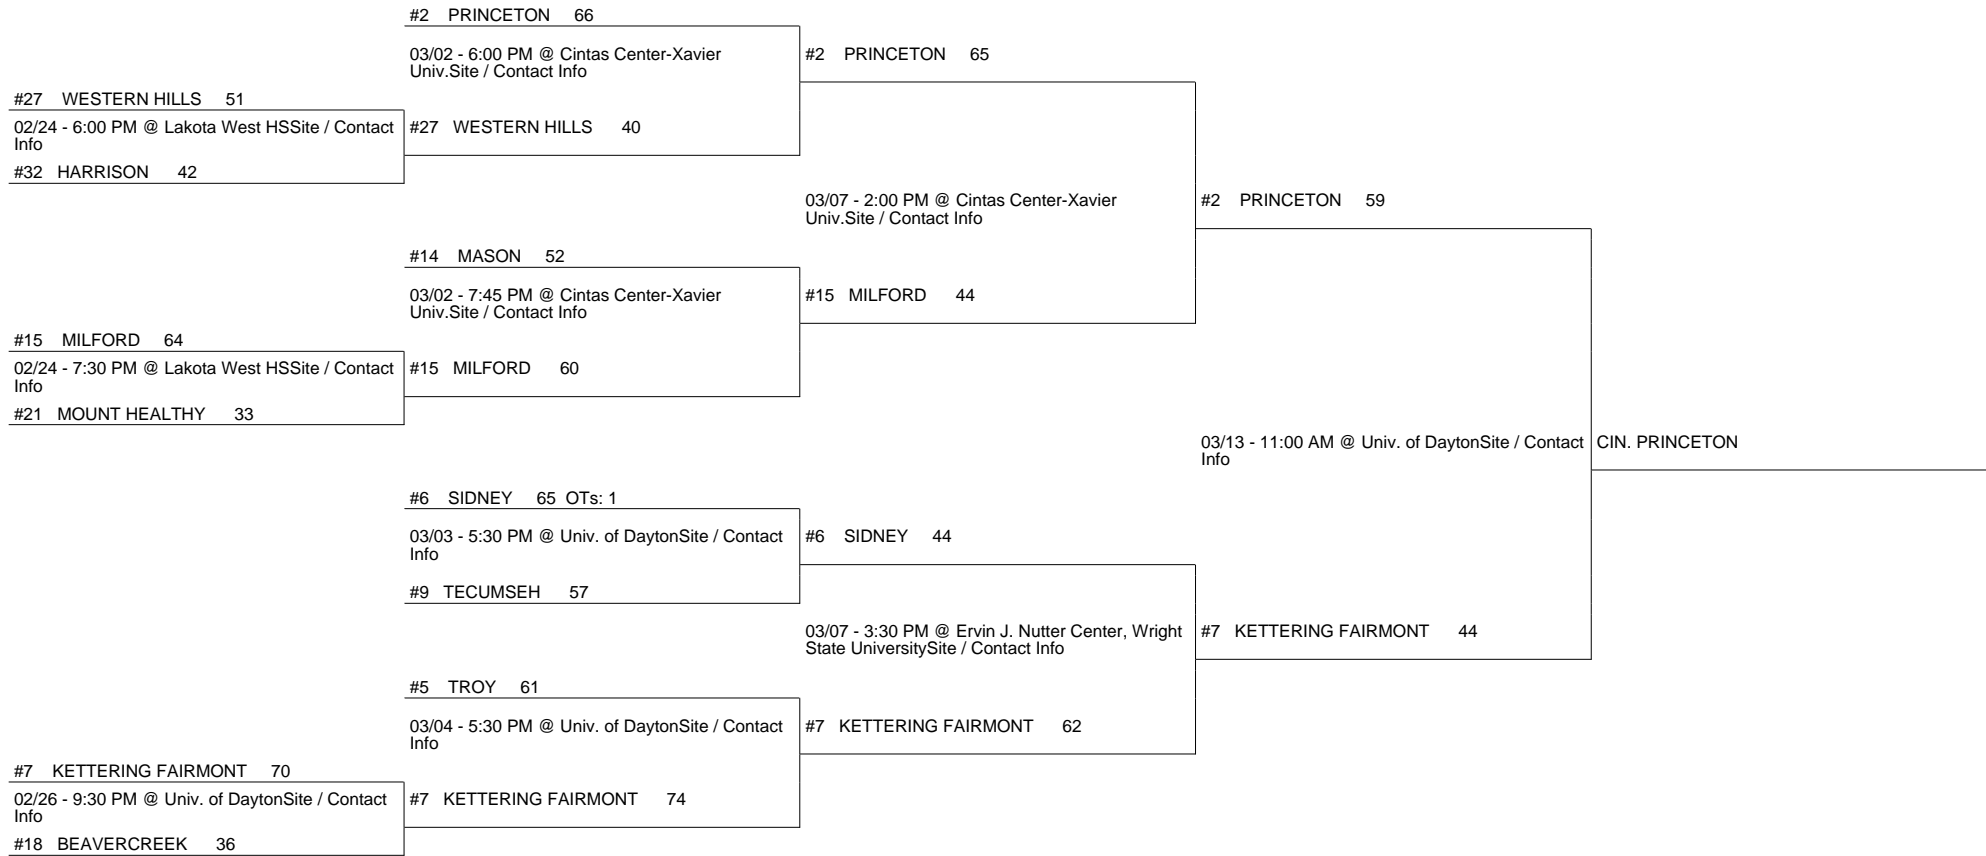 #2 PRINCETON 66
03/02 - 6:00 PM @ Cintas Center-Xavier
Univ.Site / Contact Info
#2 PRINCETON 65
#27 WESTERN HILLS 51
02/24 - 6:00 PM @ Lakota West HSSite / Contact
Info
#27 WESTERN HILLS 40
#32 HARRISON 42
03/07 - 2:00 PM @ Cintas Center-Xavier
Univ.Site / Contact Info
#2 PRINCETON 59
#14 MASON 52
03/02 - 7:45 PM @ Cintas Center-Xavier
Univ.Site / Contact Info
#15 MILFORD 44
#15 MILFORD 64
02/24 - 7:30 PM @ Lakota West HSSite / Contact
Info
#15 MILFORD 60
#21 MOUNT HEALTHY 33
03/13 - 11:00 AM @ Univ. of DaytonSite / Contact
Info
CIN. PRINCETON
#6 SIDNEY 65 OTs: 1
03/03 - 5:30 PM @ Univ. of DaytonSite / Contact
Info
#6 SIDNEY 44
#9 TECUMSEH 57
03/07 - 3:30 PM @ Ervin J. Nutter Center, Wright
State UniversitySite / Contact Info
#7 KETTERING FAIRMONT 44
#5 TROY 61
03/04 - 5:30 PM @ Univ. of DaytonSite / Contact
Info
#7 KETTERING FAIRMONT 62
#7 KETTERING FAIRMONT 70
02/26 - 9:30 PM @ Univ. of DaytonSite / Contact
Info
#7 KETTERING FAIRMONT 74
#18 BEAVERCREEK 36